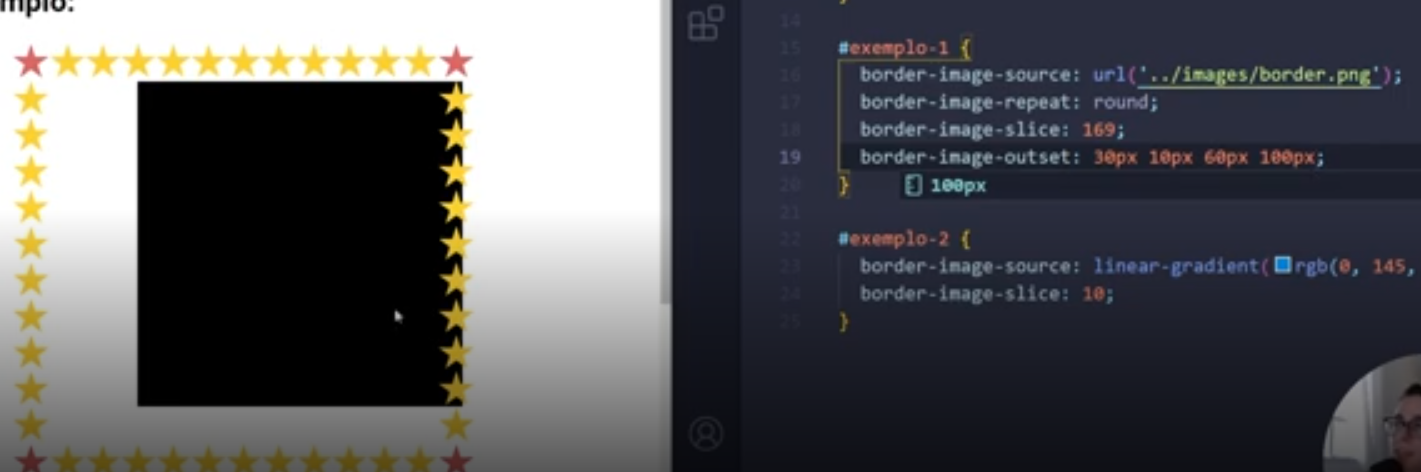 mplo:
14
15 #exemplo-1 {
16 border-image-source: url('../images/border.png');
17 border-image-repeat: round;
18 border-image-slice: 169;
19 border-image-outset: 30px 10px 60px 100px;
20 }
100px
21
22 #exemplo-2 {
23 border-image-source: linear-gradient(rgb(0, 145,
24 border-image-slice: 10;
25 }